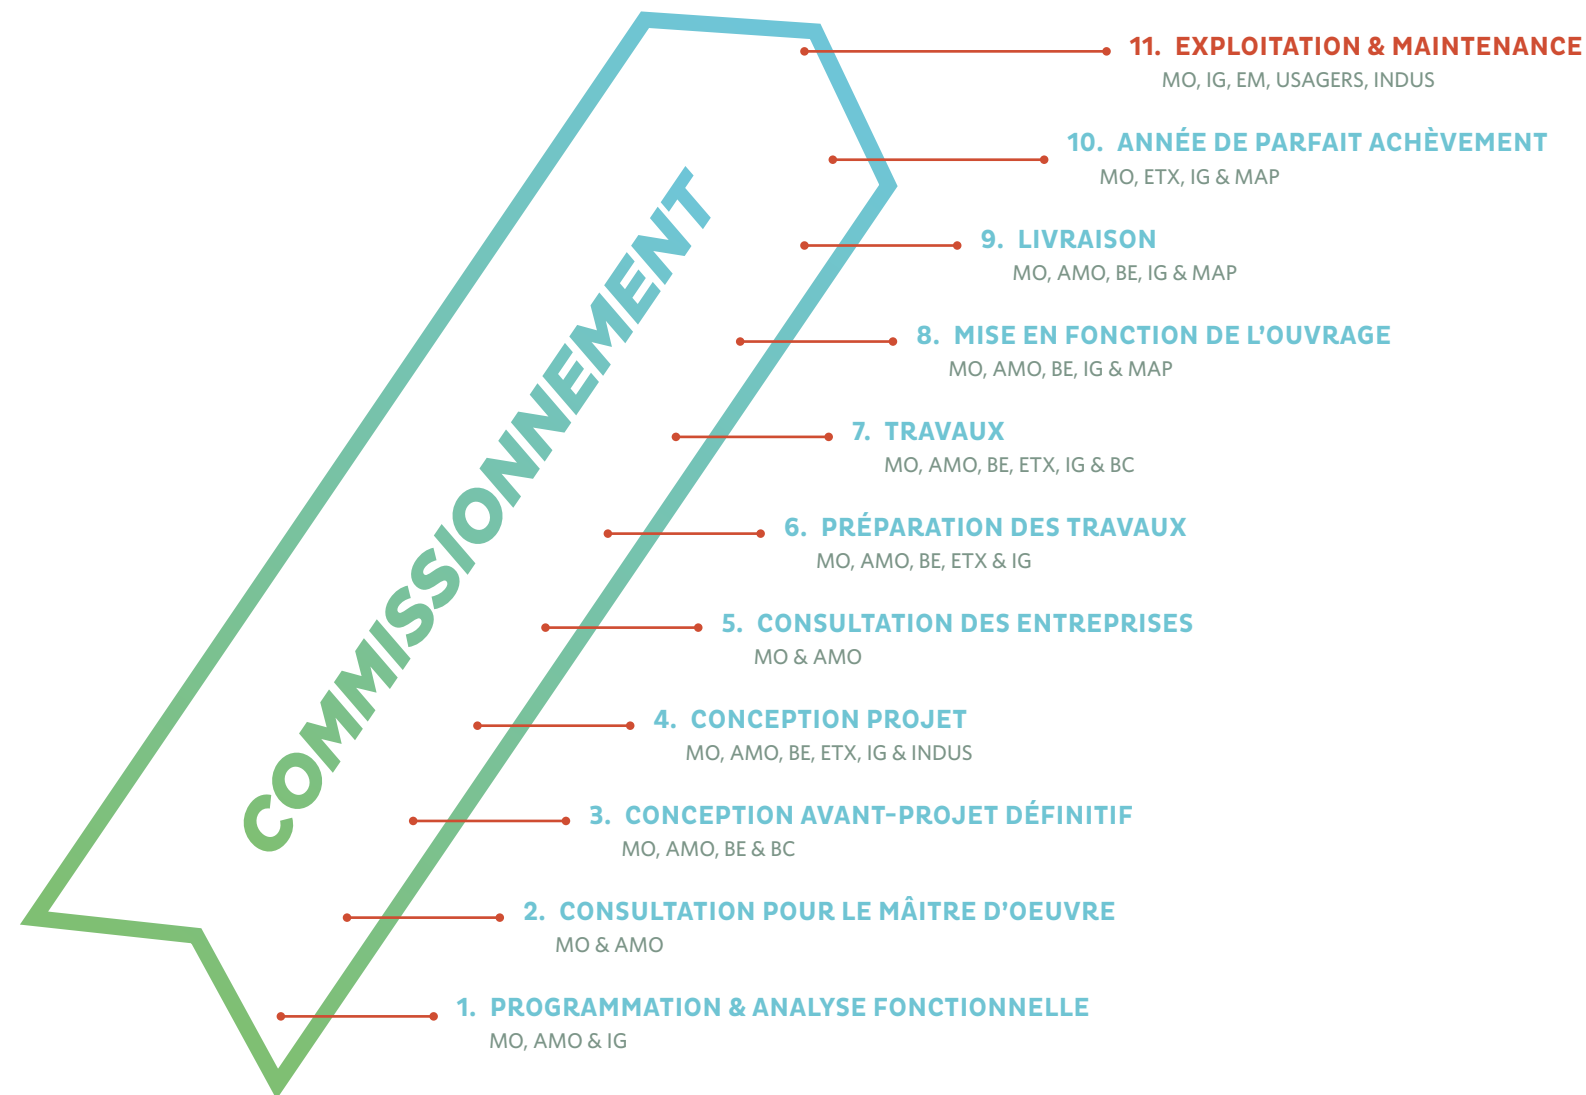 11. EXPLOITATION & MAINTENANCE
MO, IG, EM, USAGERS, INDUS
10. ANNÉE DE PARFAIT ACHÈVEMENT
MO, ETX, IG & MAP
9. LIVRAISON
MO, AMO, BE, IG & MAP
8. MISE EN FONCTION DE L’OUVRAGE
MO, AMO, BE, IG & MAP
7. TRAVAUX
MO, AMO, BE, ETX, IG & BC
6. PRÉPARATION DES TRAVAUX
MO, AMO, BE, ETX & IG
5. CONSULTATION DES ENTREPRISES
MO & AMO
4. CONCEPTION PROJET
MO, AMO, BE, ETX, IG & INDUS
3. CONCEPTION AVANT-PROJET DÉFINITIF
MO, AMO, BE & BC
2. CONSULTATION POUR LE MÂITRE D’OEUVRE
MO & AMO
1. PROGRAMMATION & ANALYSE FONCTIONNELLE
MO, AMO & IG
COMMISSIONNEMENT